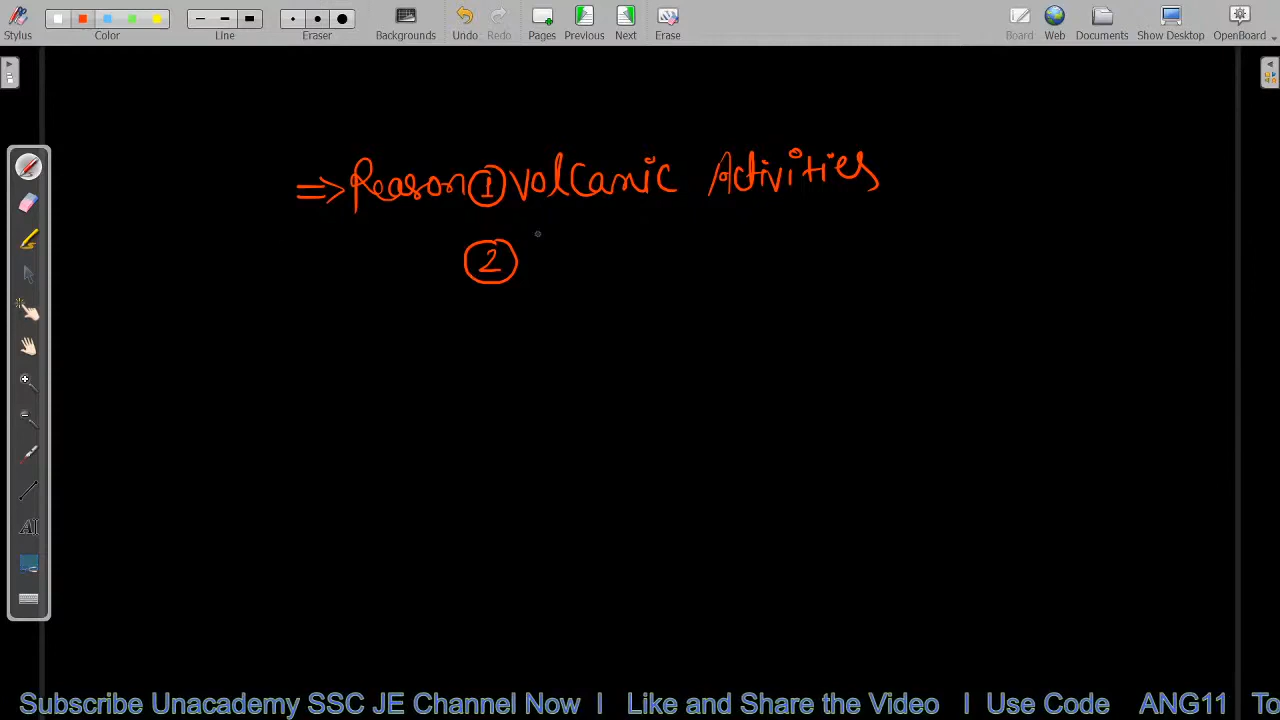 Stylus Color Line Eraser Backgrounds Undo Redo Pages Previous Next Erase Board Web Documents Show Desktop OpenBoard
⇒ Reason ① Volcanic Activities
②
AI
Subscribe Unacademy SSC JE Channel Now I Like and Share the Video I Use Code ANG11 To